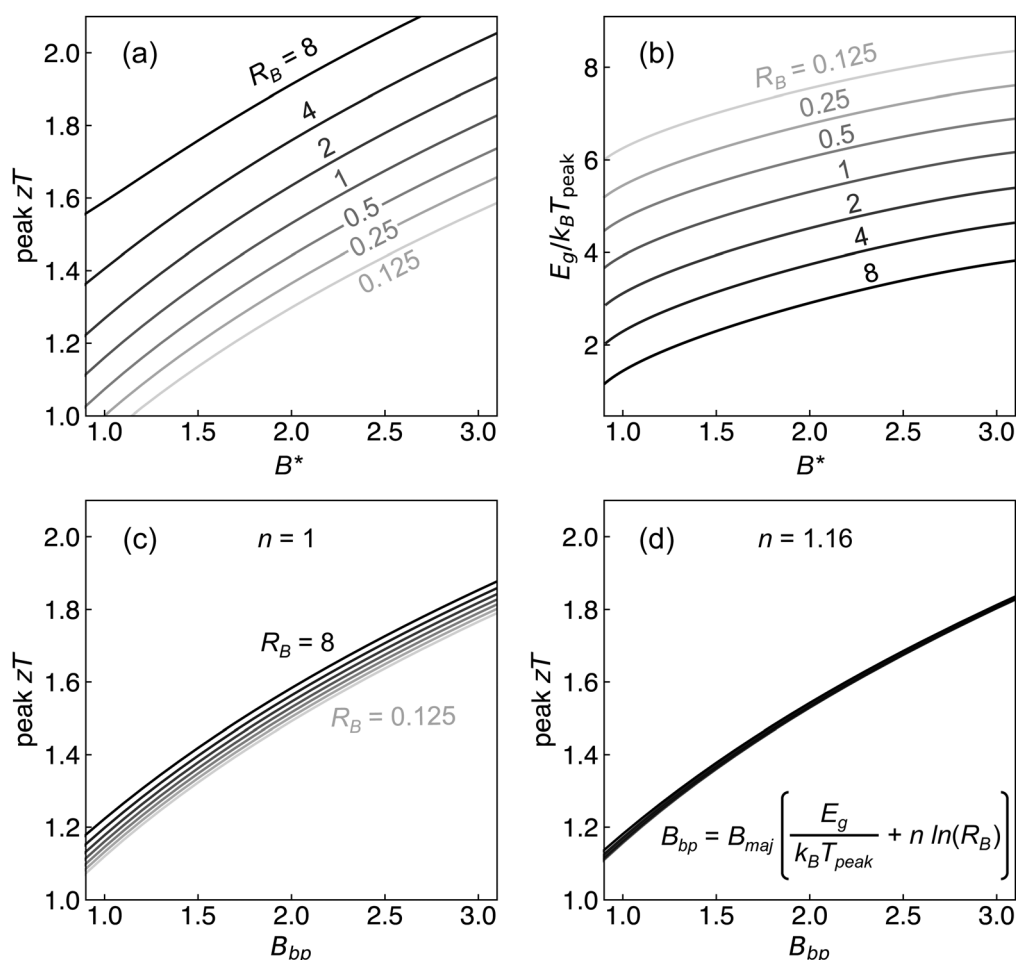 (a)
R_B = 8
4
2
1
0.5
0.25
0.125
peak zT
2.0
1.8
1.6
1.4
1.2
1.0
1.0 1.5 2.0 2.5 3.0
B*
(b)
R_B = 0.125
0.25
0.5
1
2
4
8
E_g/k_BT_peak
8
6
4
2
1.0 1.5 2.0 2.5 3.0
B*
(c)
n = 1
R_B = 8
R_B = 0.125
peak zT
2.0
1.8
1.6
1.4
1.2
1.0
1.0 1.5 2.0 2.5 3.0
B_bp
(d)
n = 1.16
B_bp = B_maj [ E_g / k_BT_peak + n ln(R_B) ]
peak zT
2.0
1.8
1.6
1.4
1.2
1.0
1.0 1.5 2.0 2.5 3.0
B_bp